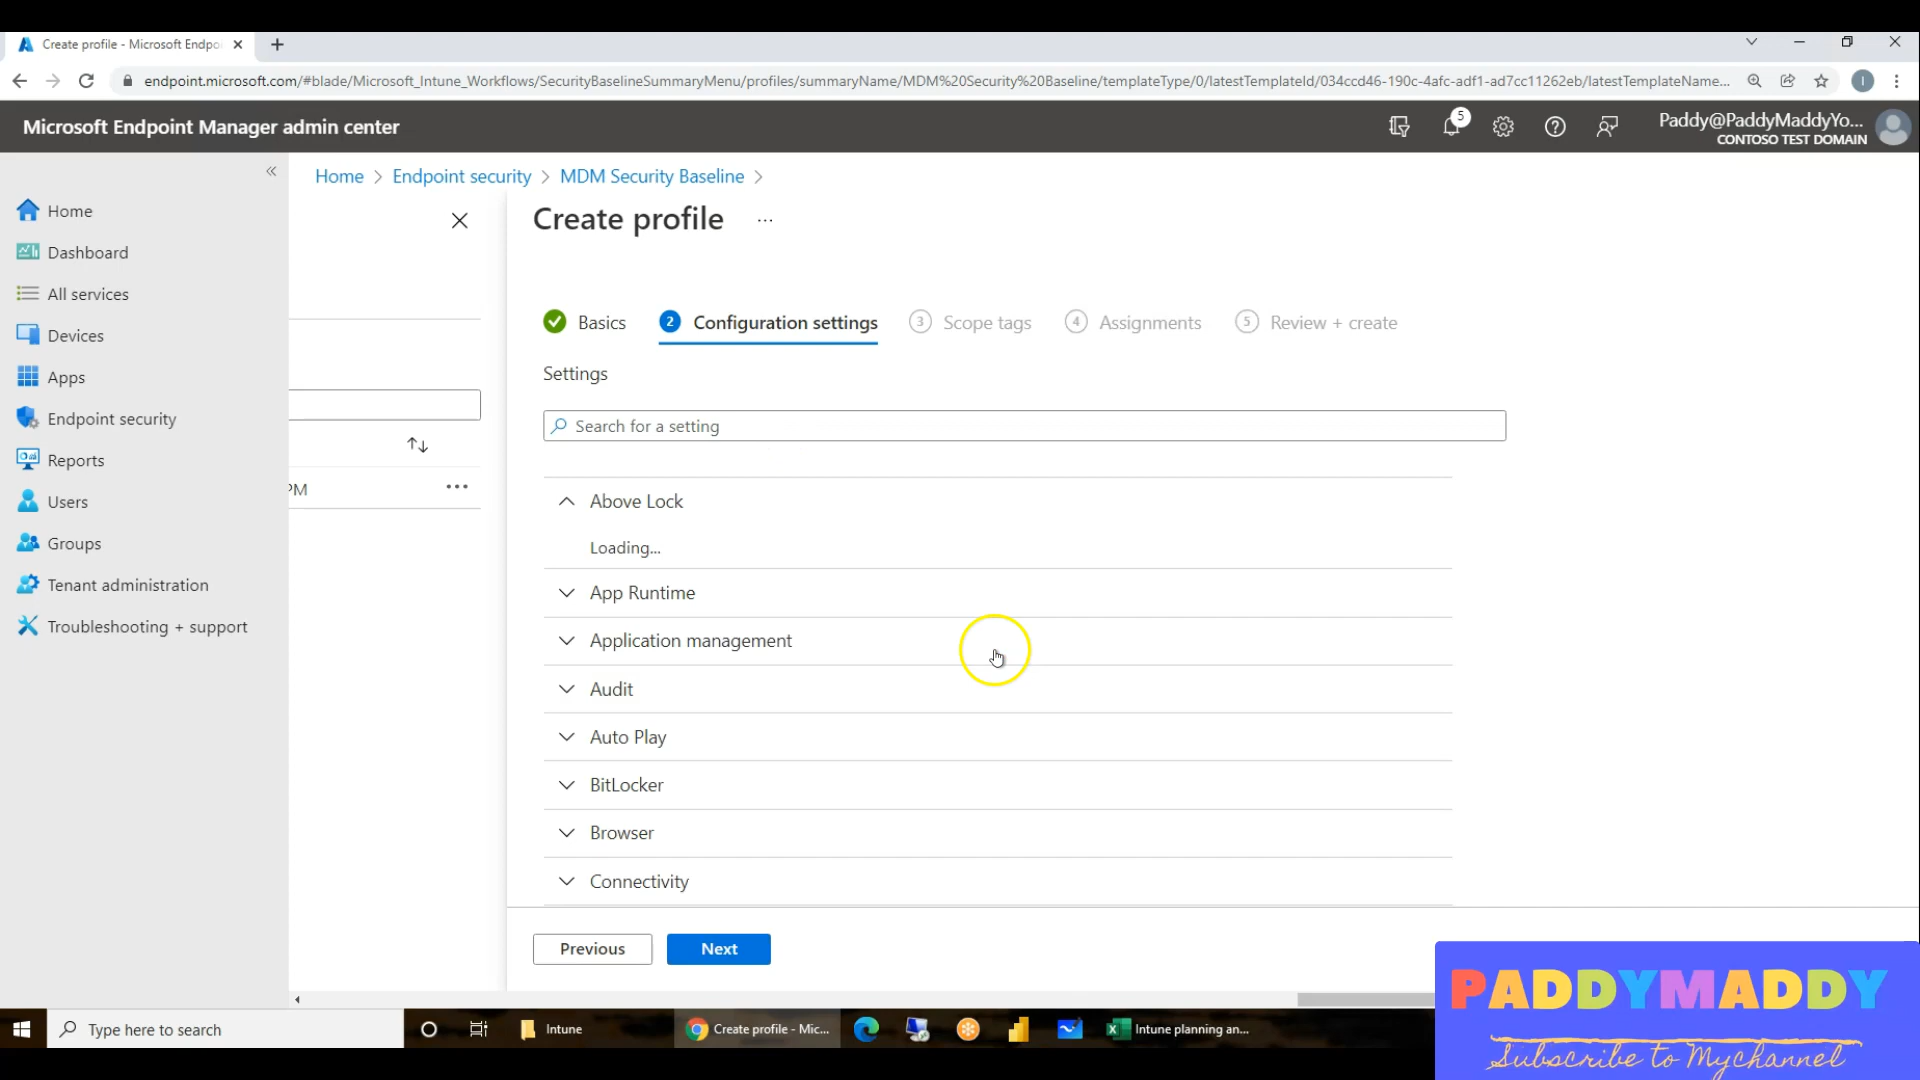 Create profile - Microsoft Endpo
endpoint.microsoft.com/#blade/Microsoft_Intune_Workflows/SecurityBaselineSummaryMenu/profiles/summaryName/MDM%20Security%20Baseline/templateType/0/latestTemplateId/034ccd46-190c-4afc-adf1-ad7cc11262eb/latestTemplateName...
I
Microsoft Endpoint Manager admin center
5
Paddy@PaddyMaddyYo...
CONTOSO TEST DOMAIN
«
Home > Endpoint security > MDM Security Baseline >
Create profile ...
Home
Dashboard
All services
Devices
Apps
Endpoint security
Reports
Users
Groups
Tenant administration
Troubleshooting + support
PM
...
Basics
2 Configuration settings
3 Scope tags
4 Assignments
5 Review + create
Settings
Search for a setting
Above Lock
Loading...
App Runtime
Application management
Audit
Auto Play
BitLocker
Browser
Connectivity
Previous
Next
Type here to search
Intune
Create profile - Mic...
Intune planning an...
PADDYMADDY
Subscribe to Mychannel